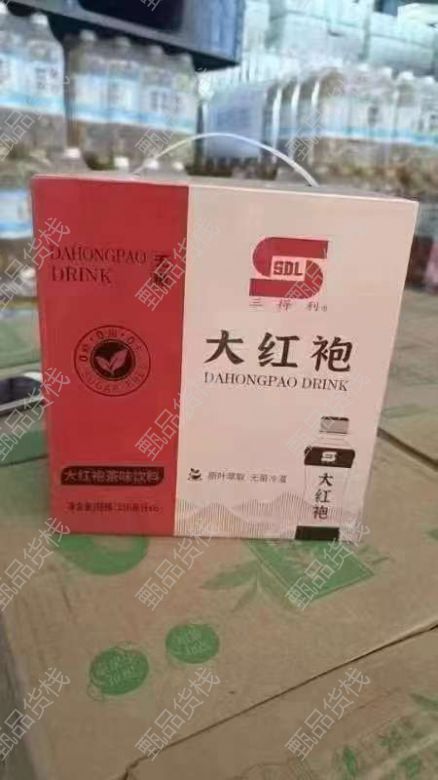 DAHONGPAO
DRINK
SUGAR FREE
大红袍茶味饮料
SDL
三得利®
大红袍
DAHONGPAO DRINK
原叶萃取 无菌冷灌
大红袍
甄品货栈